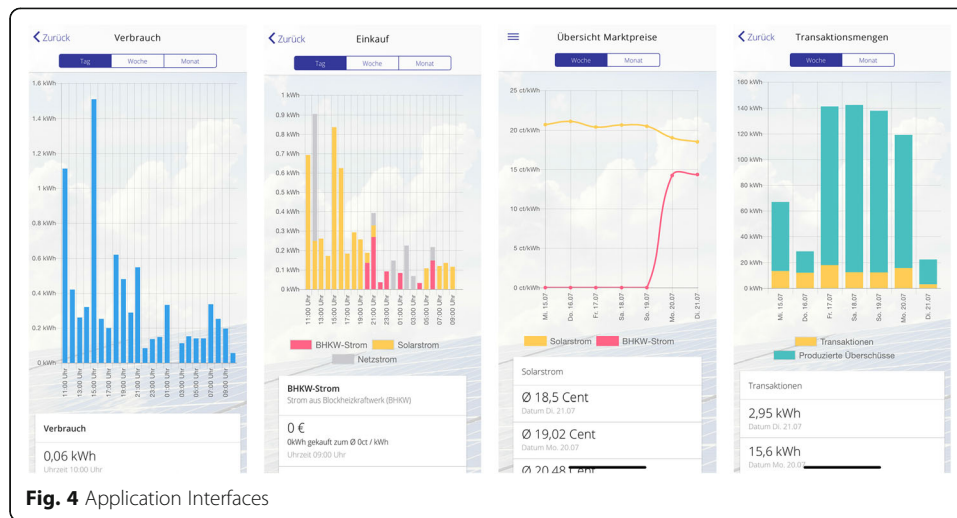 Zurück Verbrauch
Tag Woche Monat
1.6 kWh
1.4 kWh
1.2 kWh
1 kWh
0.8 kWh
0.6 kWh
0.4 kWh
0.2 kWh
0 kWh
11:00 Uhr
13:00 Uhr
15:00 Uhr
17:00 Uhr
19:00 Uhr
21:00 Uhr
23:00 Uhr
01:00 Uhr
03:00 Uhr
05:00 Uhr
07:00 Uhr
09:00 Uhr
Verbrauch
0,06 kWh
Uhrzeit 10:00 Uhr
Zurück Einkauf
Tag Woche Monat
1 kWh
0.9 kWh
0.8 kWh
0.7 kWh
0.6 kWh
0.5 kWh
0.4 kWh
0.3 kWh
0.2 kWh
0.1 kWh
0 kWh
11:00 Uhr
13:00 Uhr
15:00 Uhr
17:00 Uhr
19:00 Uhr
21:00 Uhr
23:00 Uhr
01:00 Uhr
03:00 Uhr
05:00 Uhr
07:00 Uhr
09:00 Uhr
BHKW-Strom Solarstrom
Netzstrom
BHKW-Strom
Strom aus Blockheizkraftwerk (BHKW)
0 €
0kWh gekauft zum Ø 0ct / kWh
Uhrzeit 09:00 Uhr
Übersicht Marktpreise
Woche Monat
25 ct/kWh
20 ct/kWh
15 ct/kWh
10 ct/kWh
5 ct/kWh
0 ct/kWh
Mi. 15.07
Do. 16.07
Fr. 17.07
Sa. 18.07
So. 19.07
Mo. 20.07
Di. 21.07
Solarstrom BHKW-Strom
Solarstrom
Ø 18,5 Cent
Datum Di. 21.07
Ø 19,02 Cent
Datum Mo. 20.07
Ø 20,48 Cent
Zurück Transaktionsmengen
Woche Monat
160 kWh
140 kWh
120 kWh
100 kWh
80 kWh
60 kWh
40 kWh
20 kWh
0 kWh
Mi. 15.07
Do. 16.07
Fr. 17.07
Sa. 18.07
So. 19.07
Mo. 20.07
Di. 21.07
Transaktionen
Produzierte Überschüsse
Transaktionen
2,95 kWh
Datum Di. 21.07
15,6 kWh
Datum Mo. 20.07
Fig. 4 Application Interfaces